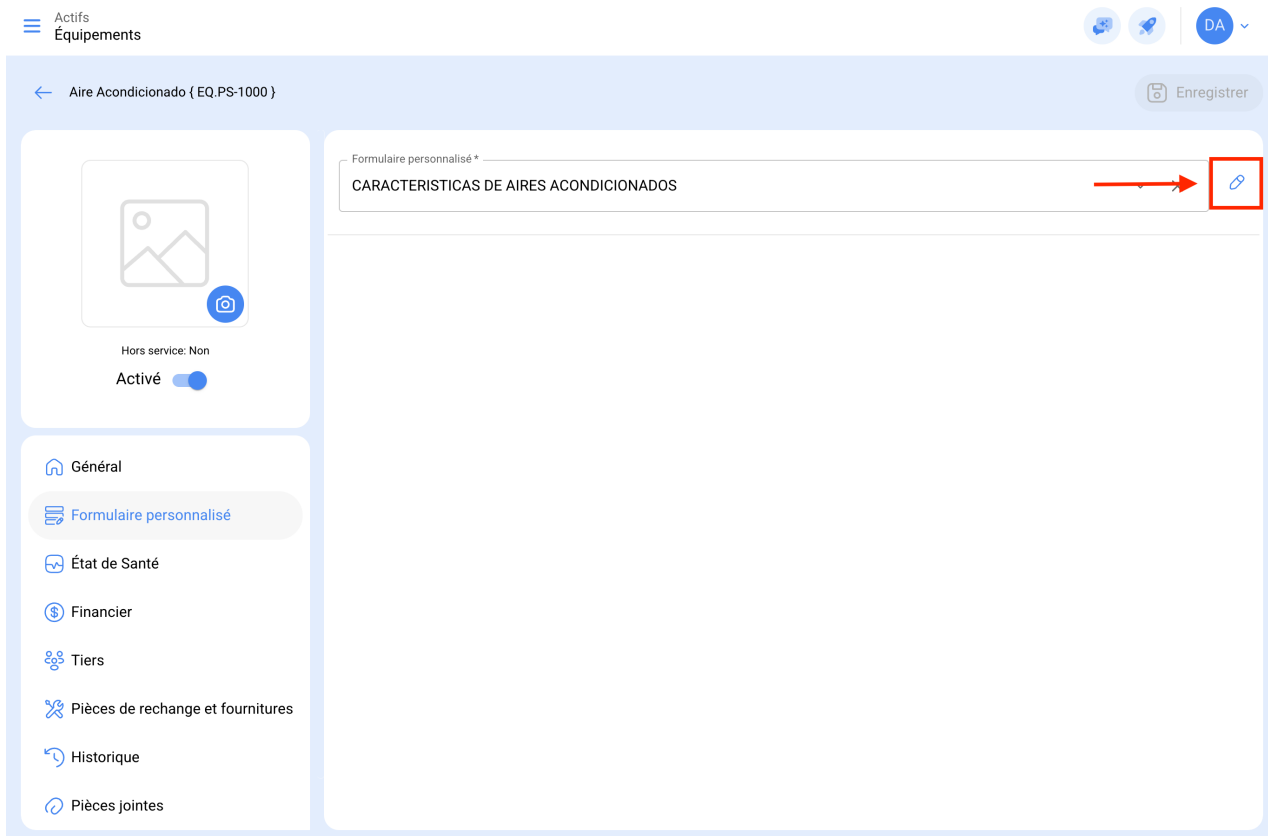 Actifs
Équipements
DA
Aire Acondicionado { EQ.PS-1000 }
Enregistrer
Hors service: Non
Activé
Général
Formulaire personnalisé
État de Santé
Financier
Tiers
Pièces de rechange et fournitures
Historique
Pièces jointes
Formulaire personnalisé *
CARACTERISTICAS DE AIRES ACONDICIONADOS